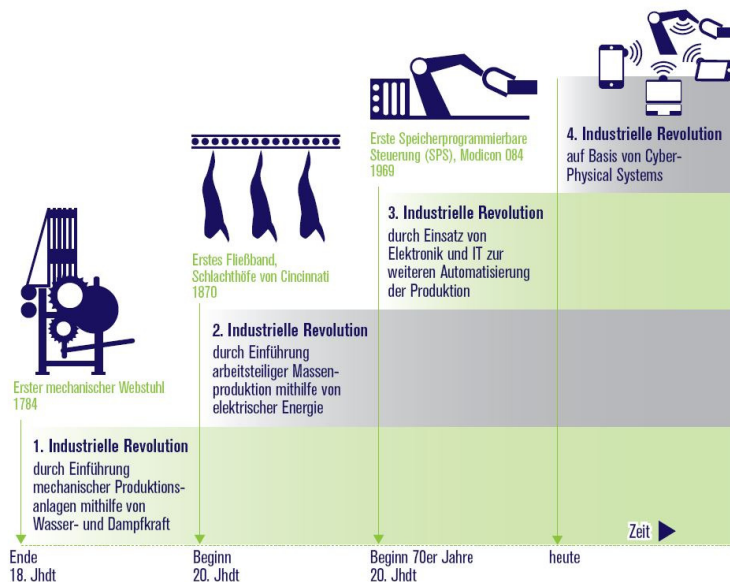 Erste Speicherprogrammierbare
Steuerung (SPS), Modicon 084
1969
4. Industrielle Revolution
auf Basis von Cyber-
Physical Systems
Erstes Fließband,
Schlachthöfe von Cincinnati
1870
3. Industrielle Revolution
durch Einsatz von
Elektronik und IT zur
weiteren Automatisierung
der Produktion
Erster mechanischer Webstuhl
1784
2. Industrielle Revolution
durch Einführung
arbeitsteiliger Massen-
produktion mithilfe von
elektrischer Energie
1. Industrielle Revolution
durch Einführung
mechanischer Produktions-
anlagen mithilfe von
Wasser- und Dampfkraft
Zeit
Ende
18. Jhdt
Beginn
20. Jhdt
Beginn 70er Jahre
20. Jhdt
heute